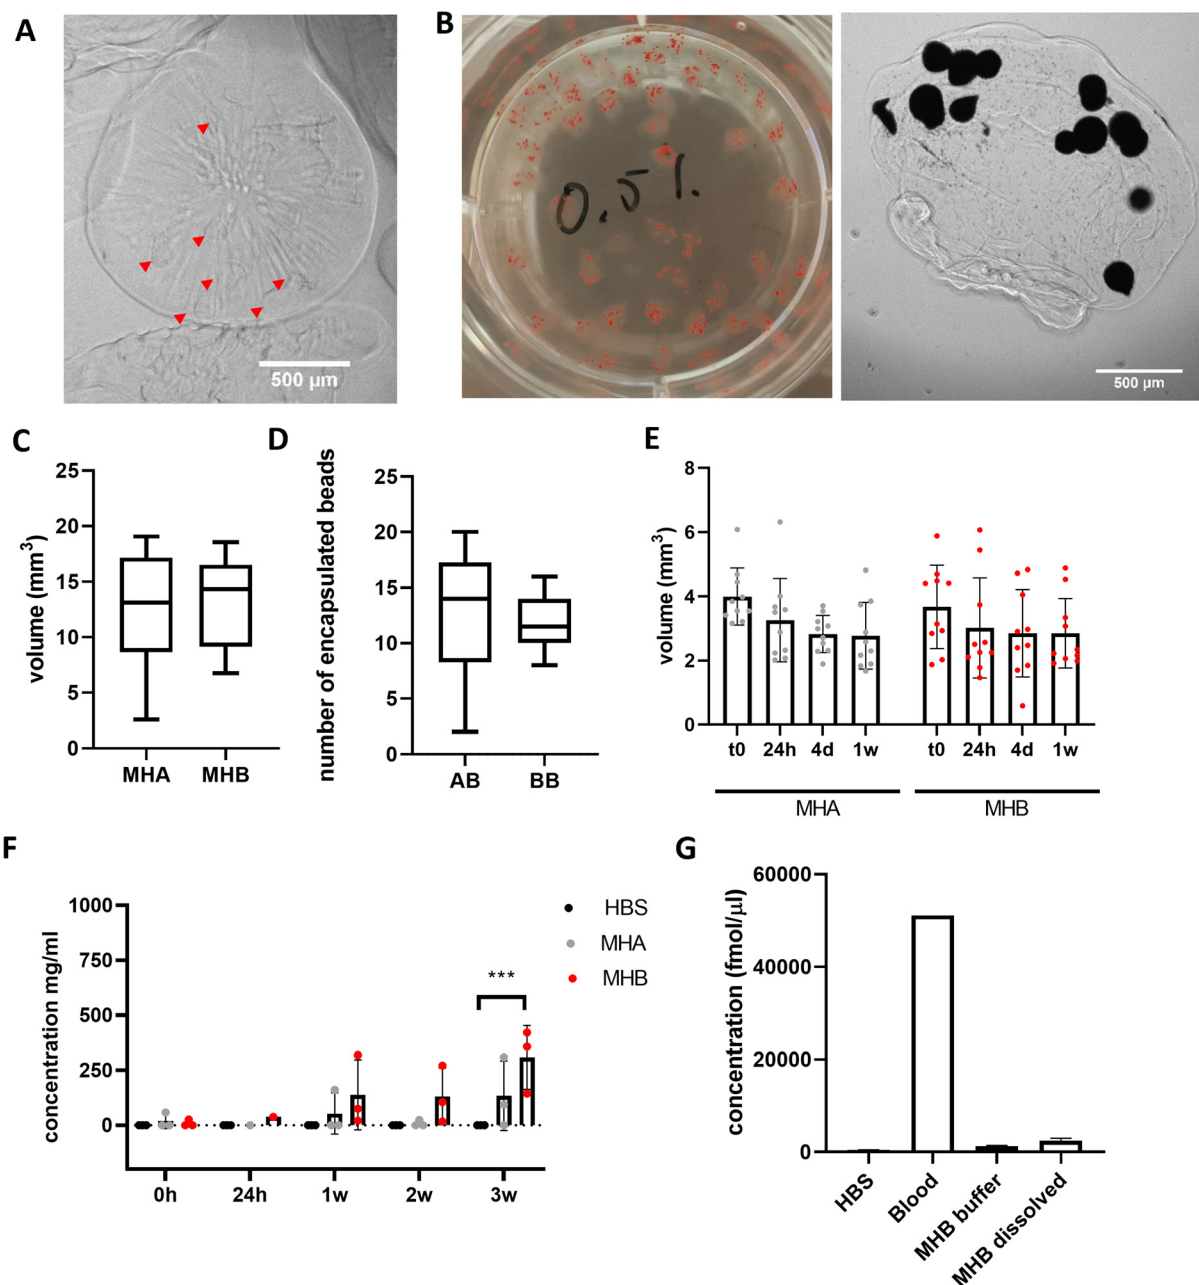 A
500 µm
B
0.5%
500 µm
C
volume (mm³)
25
20
15
10
5
0
MHA
MHB
D
number of encapsulated beads
25
20
15
10
5
0
AB
BB
E
volume (mm³)
8
6
4
2
0
t0
24h
4d
1w
t0
24h
4d
1w
MHA
MHB
F
concentration mg/ml
1000
750
500
250
0
0h
24h
1w
2w
3w
***
HBS
MHA
MHB
G
concentration (fmol/µl)
60000
40000
20000
0
HBS
Blood
MHB buffer
MHB dissolved